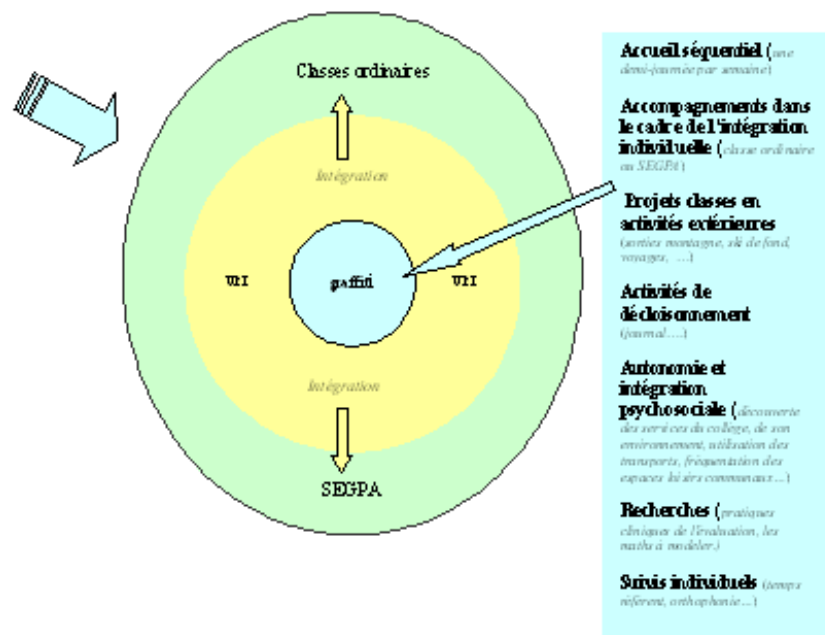 Classes ordinaires
Intégration
UPI
graffiti
UPI
Intégration
SEGPA
Accueil séquentiel (une
demi-journée par semaine)
Accompagnements dans
le cadre de l'intégration
individuelle (classe ordinaire
ou SEGPA)
Projets classes en
activités extérieures
(sorties montagne, ski de fond,
voyages, ....)
Activités de
décloisonnement
(journal....)
Autonomie et
intégration
psychosociale (découverte
des services du collège, de son
environnement, utilisation des
transports, fréquentation des
espaces loisirs communaux...)
Recherches (pratiques
cliniques de l'évaluation, les
maths à modeler.)
Suivis individuels (temps
référent, orthophonie...)